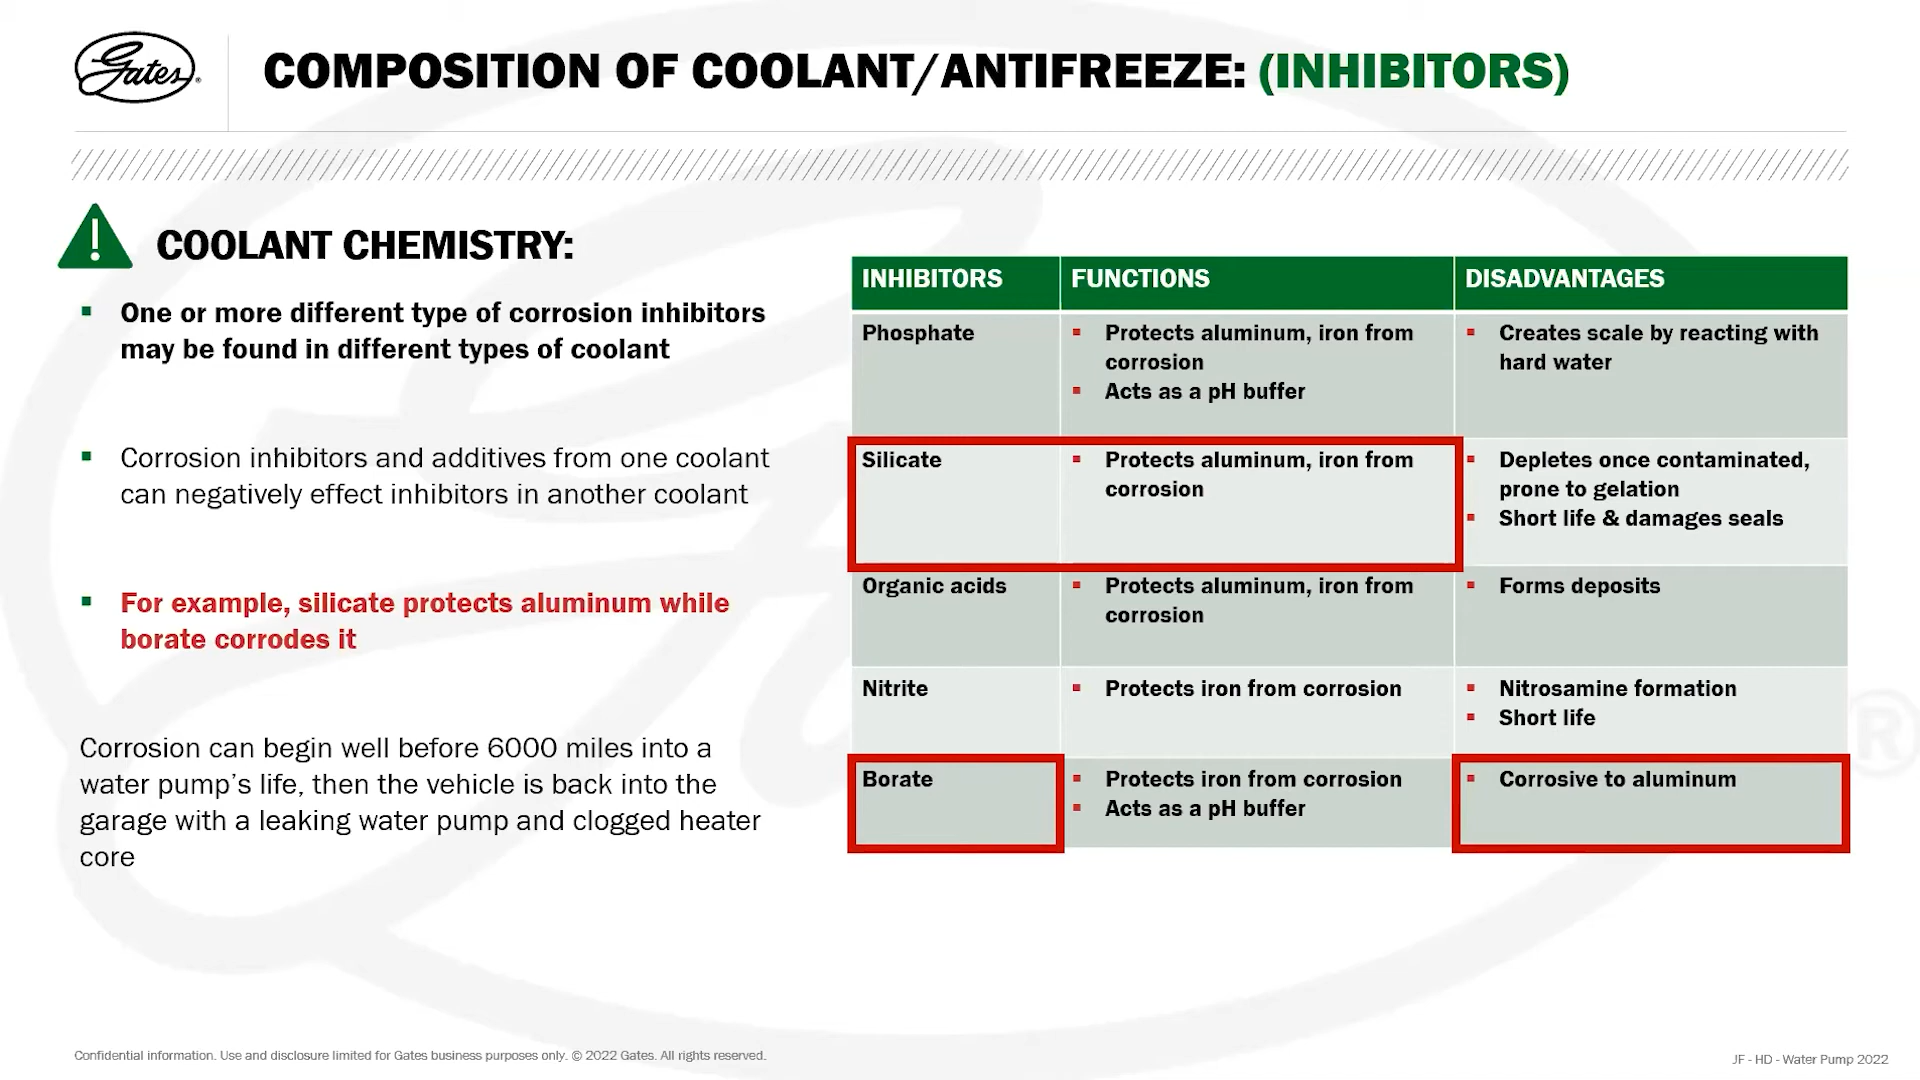 Gates
COMPOSITION OF COOLANT/ANTIFREEZE: (INHIBITORS)
COOLANT CHEMISTRY:
One or more different type of corrosion inhibitors
may be found in different types of coolant
Corrosion inhibitors and additives from one coolant
can negatively effect inhibitors in another coolant
For example, silicate protects aluminum while
borate corrodes it
Corrosion can begin well before 6000 miles into a
water pump’s life, then the vehicle is back into the
garage with a leaking water pump and clogged heater
core
INHIBITORS FUNCTIONS DISADVANTAGES
Phosphate
Protects aluminum, iron from
corrosion
Acts as a pH buffer
Creates scale by reacting with
hard water
Silicate
Protects aluminum, iron from
corrosion
Depletes once contaminated,
prone to gelation
Short life & damages seals
Organic acids
Protects aluminum, iron from
corrosion
Forms deposits
Nitrite
Protects iron from corrosion
Nitrosamine formation
Short life
Borate
Protects iron from corrosion
Acts as a pH buffer
Corrosive to aluminum
Confidential information. Use and disclosure limited for Gates business purposes only. © 2022 Gates. All rights reserved.
JF - HD - Water Pump 2022